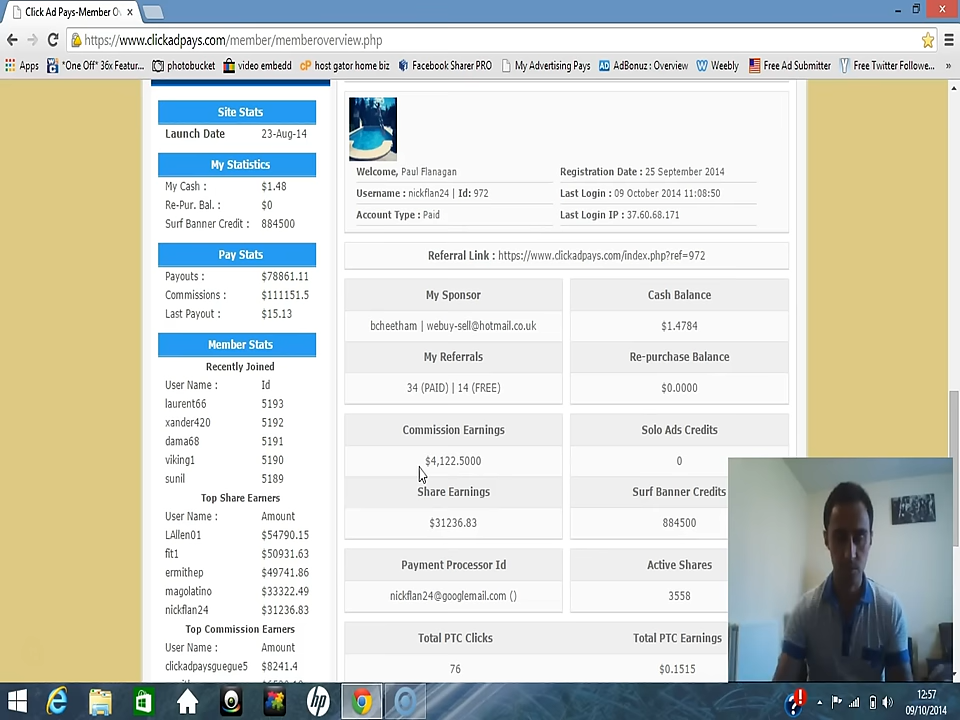 Click Ad Pays-Member Ov
https://www.clickadpays.com/member/memberoverview.php
Apps
"One Off" 36x Featur...
photobucket
video embedd
cP host gator home biz
Facebook Sharer PRO
My Advertising Pays
AD AdBonuz : Overview
Weebly
Free Ad Submitter
Free Twitter Followe...
»
Site Stats
Launch Date 23-Aug-14
My Statistics
My Cash : $1.48
Re-Pur. Bal. : $0
Surf Banner Credit : 884500
Pay Stats
Payouts : $78861.11
Commissions : $111151.5
Last Payout : $15.13
Member Stats
Recently Joined
User Name : Id
laurent66 5193
xander420 5192
dama68 5191
viking1 5190
sunil 5189
Top Share Earners
User Name : Amount
LAllen01 $54790.15
fit1 $50931.63
ermithep $49741.86
magolatino $33322.49
nickflan24 $31236.83
Top Commission Earners
User Name : Amount
clickadpaysguegue5 $8241.4
Welcome, Paul Flanagan
Registration Date : 25 September 2014
Username : nickflan24 | Id: 972
Last Login : 09 October 2014 11:08:50
Account Type : Paid
Last Login IP : 37.60.68.171
Referral Link : https://www.clickadpays.com/index.php?ref=972
My Sponsor
bcheetham | webuy-sell@hotmail.co.uk
Cash Balance
$1.4784
My Referrals
34 (PAID) | 14 (FREE)
Re-purchase Balance
$0.0000
Commission Earnings
$4,122.5000
Solo Ads Credits
0
Share Earnings
$31236.83
Surf Banner Credits
884500
Payment Processor Id
nickflan24@googlemail.com ()
Active Shares
3558
Total PTC Clicks
76
Total PTC Earnings
$0.1515
hp
12:57
09/10/2014